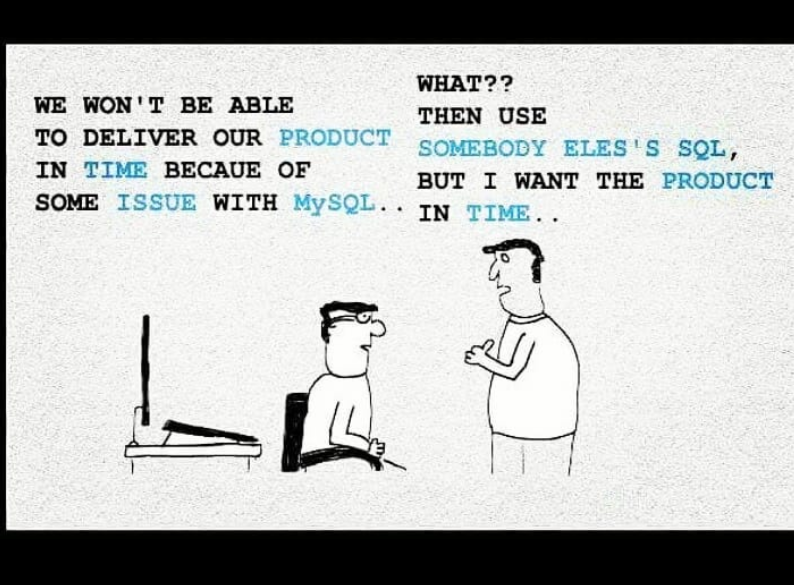 WE WON'T BE ABLE
TO DELIVER OUR PRODUCT
IN TIME BECAUE OF
SOME ISSUE WITH MySQL..
WHAT??
THEN USE
SOMEBODY ELES'S SQL,
BUT I WANT THE PRODUCT
IN TIME..